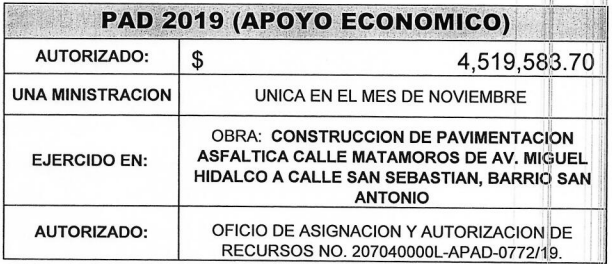 PAD 2019 (APOYO ECONOMICO)
AUTORIZADO: $ 4,519,583.70
UNA MINISTRACION UNICA EN EL MES DE NOVIEMBRE
OBRA: CONSTRUCCION DE PAVIMENTACION
ASFALTICA CALLE MATAMOROS DE AV. MIGUEL
EJERCIDO EN: HIDALCO A CALLE SAN SEBASTIAN, BARRIO SAN
ANTONIO
AUTORIZADO: OFICIO DE ASIGNACION Y AUTORIZACION DE
RECURSOS NO. 207040000L-APAD-0772/19.